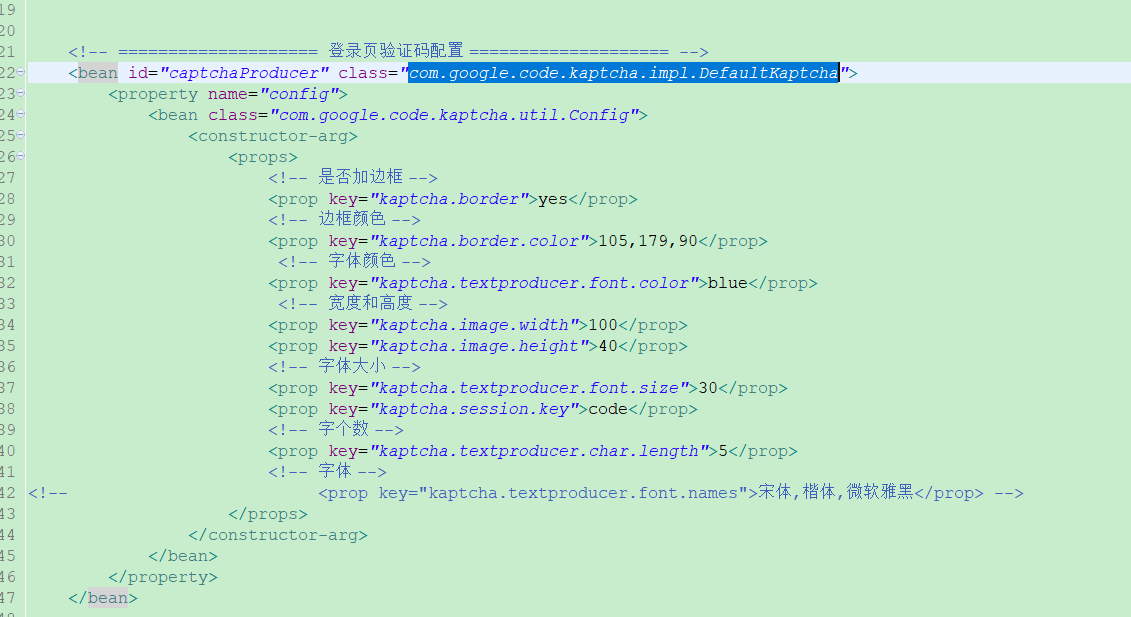 19
20
21 <!-- ==================== 登录页验证码配置 ==================== -->
22 <bean id="captchaProducer" class="com.google.code.kaptcha.impl.DefaultKaptcha">
23 <property name="config">
24 <bean class="com.google.code.kaptcha.util.Config">
25 <constructor-arg>
26 <props>
27 <!-- 是否加边框 -->
28 <prop key="kaptcha.border">yes</prop>
29 <!-- 边框颜色 -->
30 <prop key="kaptcha.border.color">105,179,90</prop>
31 <!-- 字体颜色 -->
32 <prop key="kaptcha.textproducer.font.color">blue</prop>
33 <!-- 宽度和高度 -->
34 <prop key="kaptcha.image.width">100</prop>
35 <prop key="kaptcha.image.height">40</prop>
36 <!-- 字体大小 -->
37 <prop key="kaptcha.textproducer.font.size">30</prop>
38 <prop key="kaptcha.session.key">code</prop>
39 <!-- 字个数 -->
40 <prop key="kaptcha.textproducer.char.length">5</prop>
41 <!-- 字体 -->
42 <!-- <prop key="kaptcha.textproducer.font.names">宋体,楷体,微软雅黑</prop> -->
43 </props>
44 </constructor-arg>
45 </bean>
46 </property>
47 </bean>